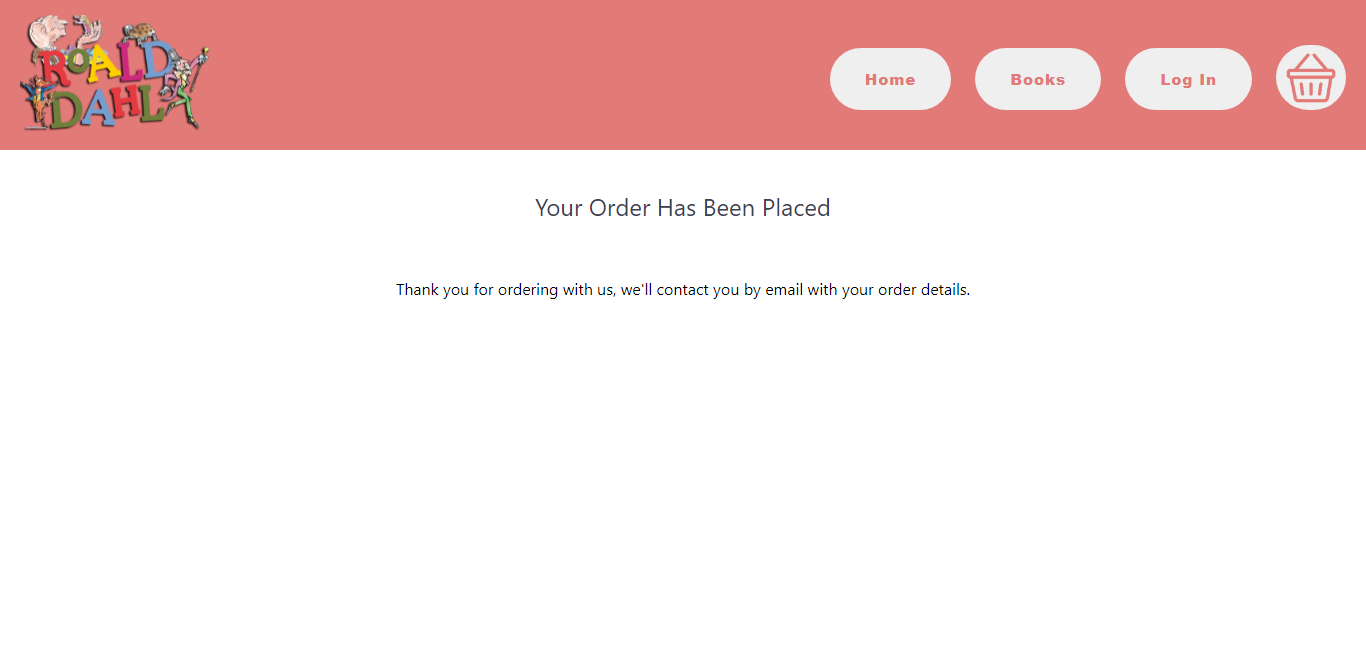 ROALD
DAHL
Home
Books
Log In
Your Order Has Been Placed
Thank you for ordering with us, we'll contact you by email with your order details.